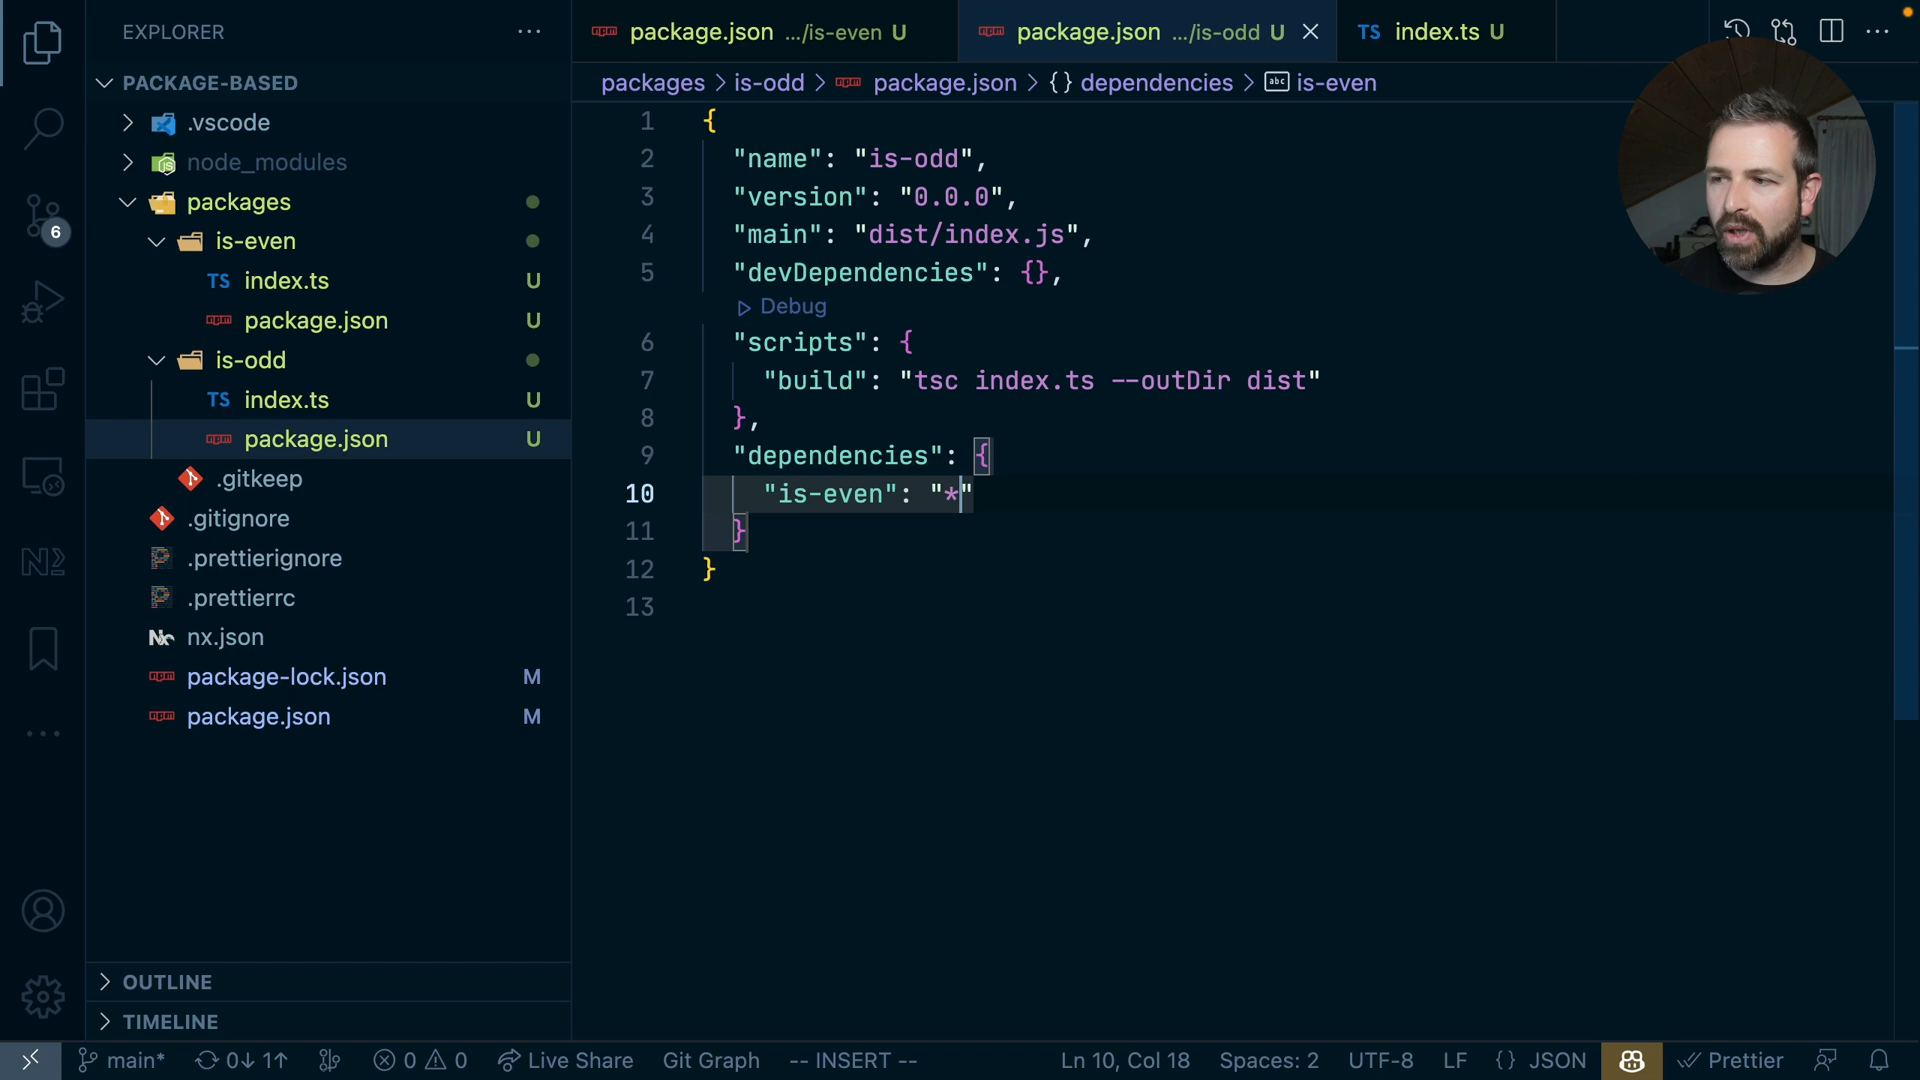 EXPLORER
PACKAGE-BASED
.vscode
node_modules
packages
is-even
TS index.ts U
package.json U
is-odd
TS index.ts U
package.json U
.gitkeep
.gitignore
.prettierignore
.prettierrc
nx.json
package-lock.json M
package.json M
OUTLINE
TIMELINE
6
package.json .../is-even U
package.json .../is-odd U
TS index.ts U
packages > is-odd > package.json > {} dependencies > abc is-even
1 {
2 "name": "is-odd",
3 "version": "0.0.0",
4 "main": "dist/index.js",
5 "devDependencies": {},
Debug
6 "scripts": {
7 "build": "tsc index.ts --outDir dist"
8 },
9 "dependencies": {
10 "is-even": "*"
11 }
12 }
13
main* 0↓ 1↑ 0 0 Live Share Git Graph -- INSERT -- Ln 10, Col 18 Spaces: 2 UTF-8 LF {} JSON Prettier